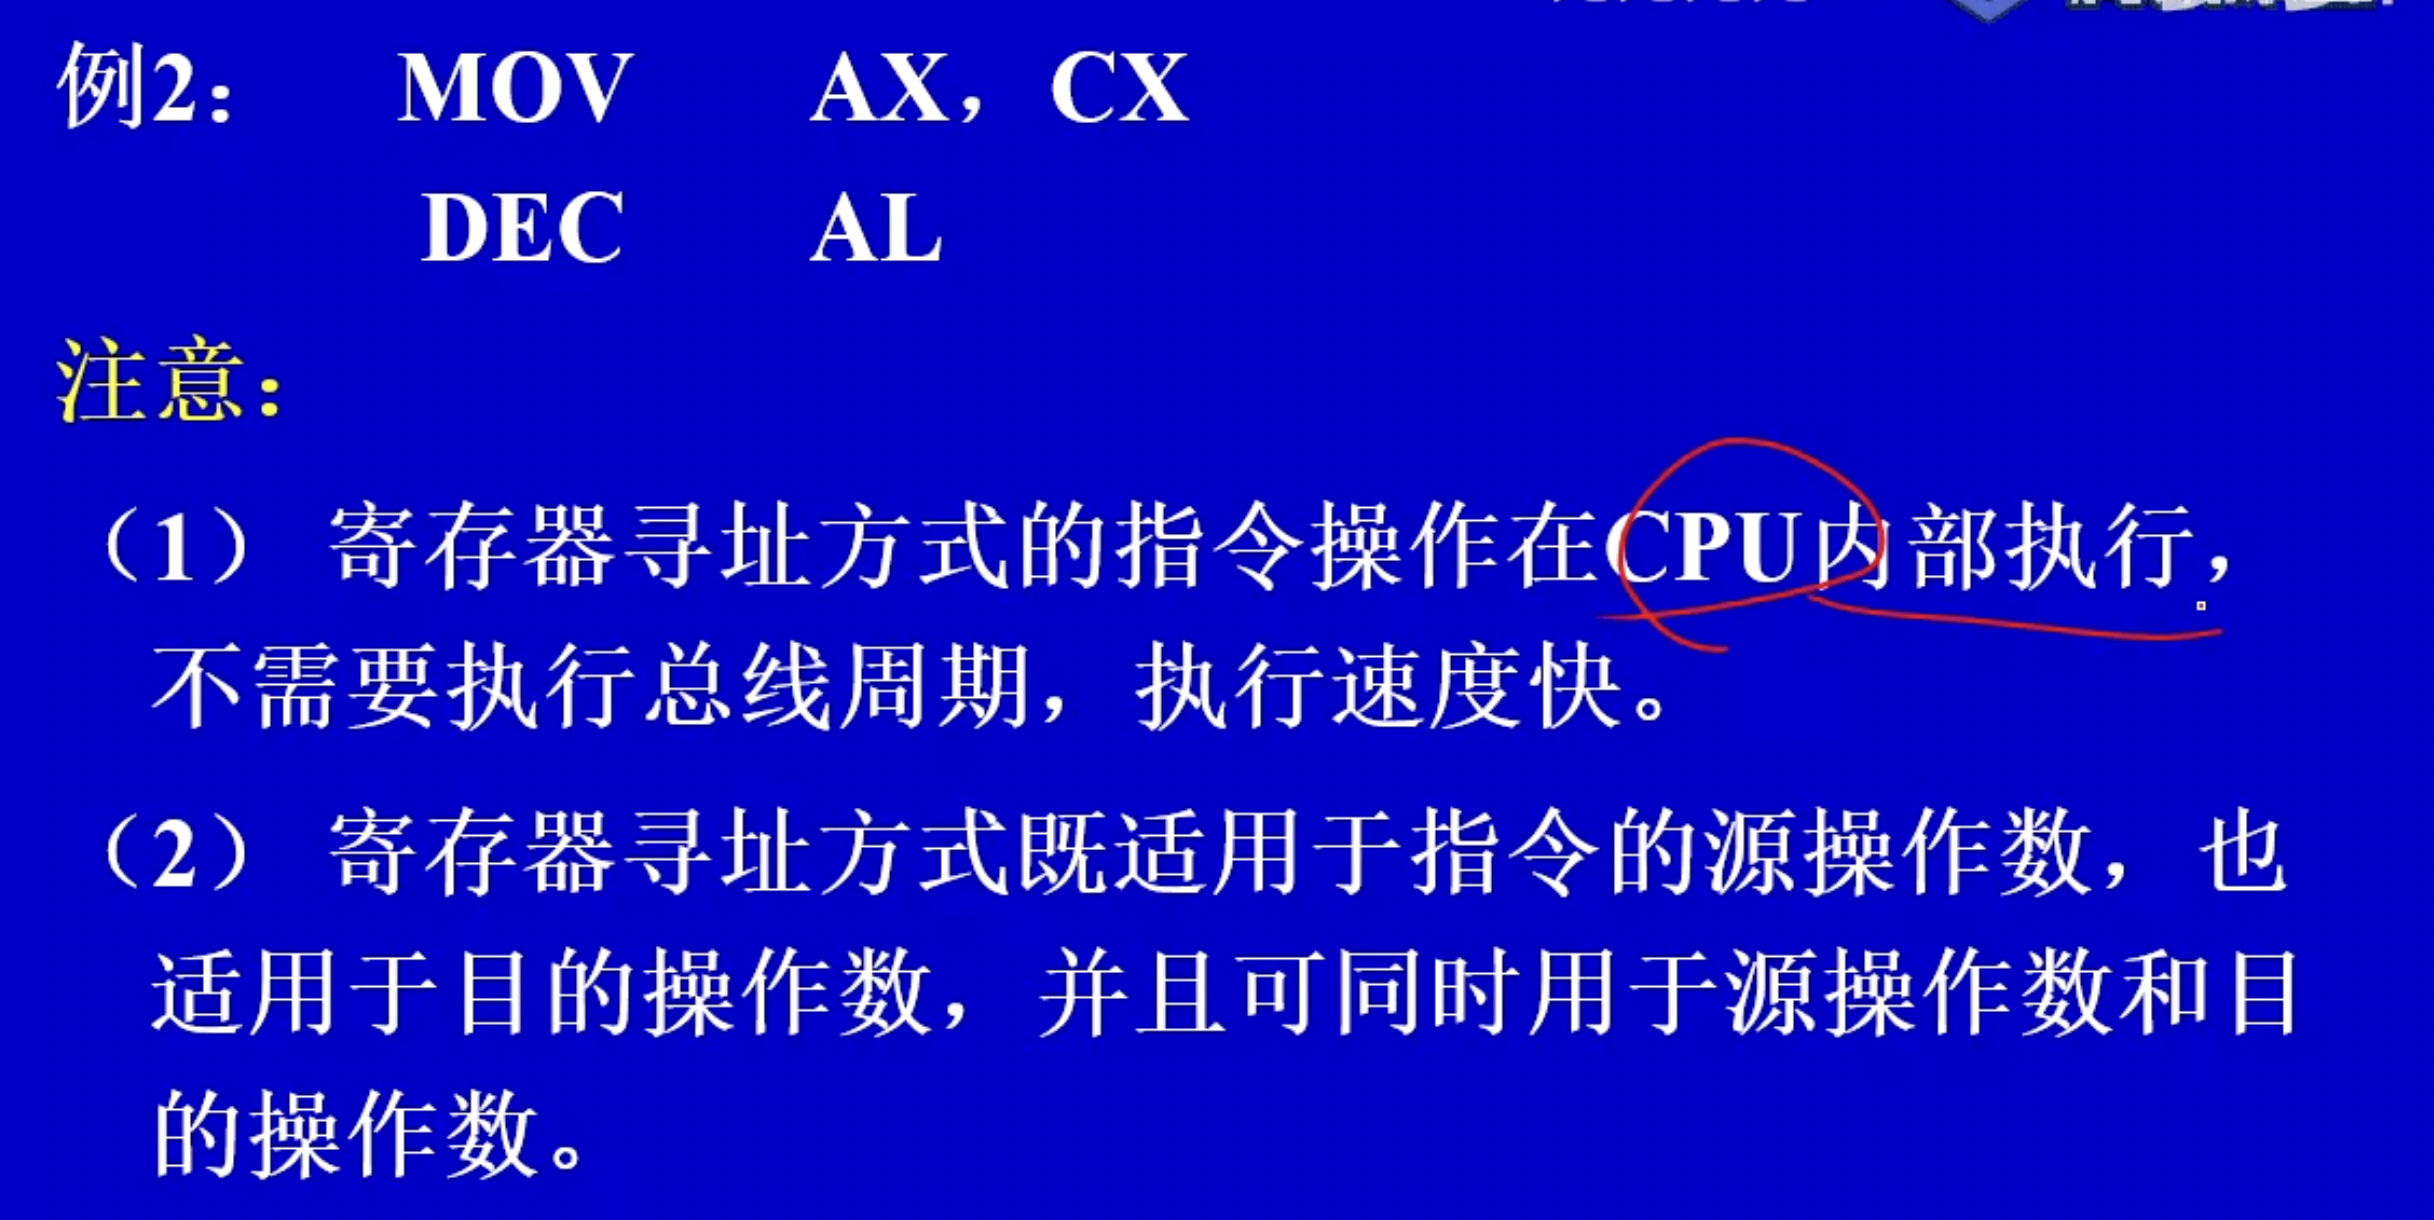 例2： MOV AX，CX
DEC AL
注意：
（1） 寄存器寻址方式的指令操作在CPU内部执行，
不需要执行总线周期，执行速度快。
（2） 寄存器寻址方式既适用于指令的源操作数，也
适用于目的操作数，并且可同时用于源操作数和目
的操作数。